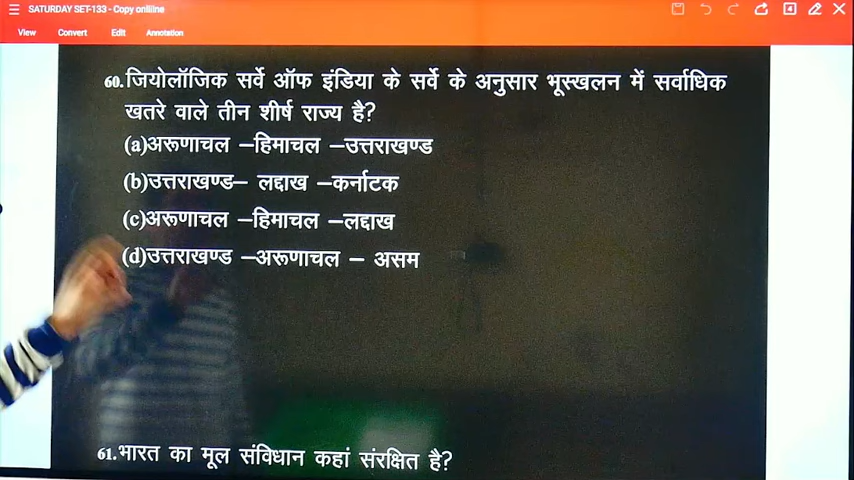 SATURDAY SET-133 - Copy onliine
View Convert Edit Annotation
60.जियोलॉजिक सर्वे ऑफ इंडिया के सर्वे के अनुसार भूस्खलन में सर्वाधिक
खतरे वाले तीन शीर्ष राज्य है?
(a)अरूणाचल –हिमाचल –उत्तराखण्ड
(b)उत्तराखण्ड– लद्दाख –कर्नाटक
(c)अरूणाचल –हिमाचल –लद्दाख
(d)उत्तराखण्ड –अरूणाचल – असम
61.भारत का मूल संविधान कहां संरक्षित है?